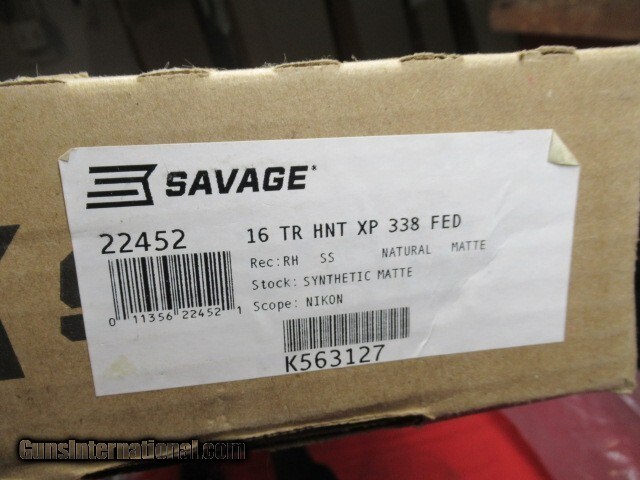 SAVAGE
22452
16 TR HNT XP 338 FED
Rec: RH SS NATURAL MATTE
Stock: SYNTHETIC MATTE
Scope: NIKON
0 11356 22452 1
K563127
GunsInternational.com